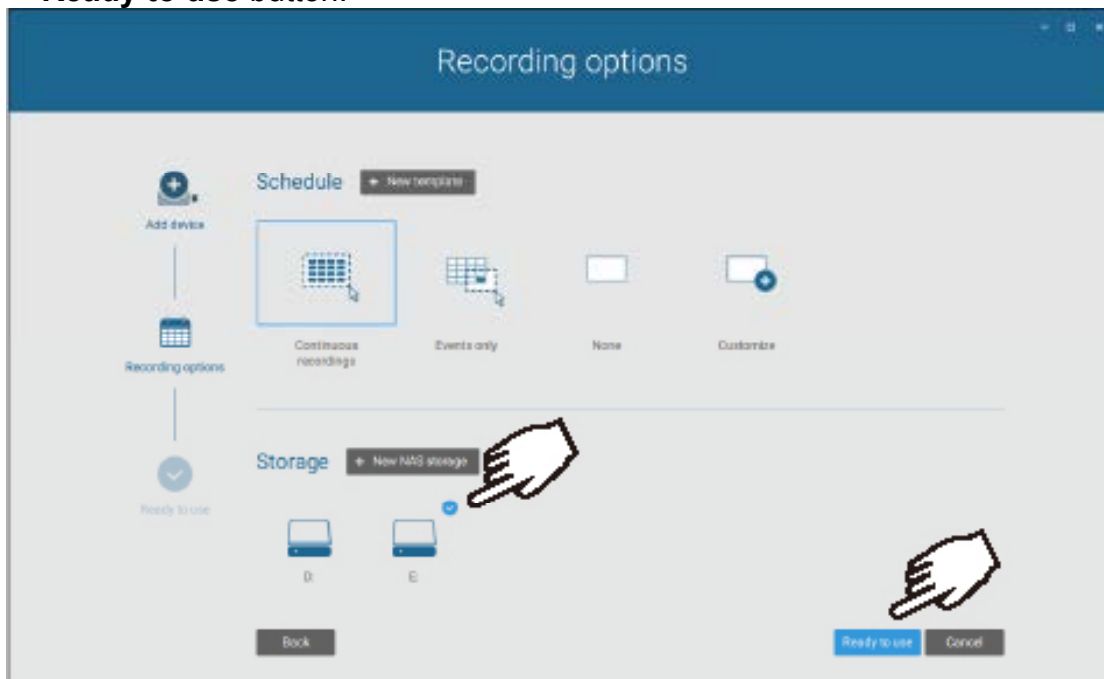 Ready to use button.
Recording options
Schedule + New template
Add device
Continuous
recordings
Events only
None
Customize
Recording options
Storage + New NAS storage
Ready to use
D:
E:
Back
Ready to use
Cancel